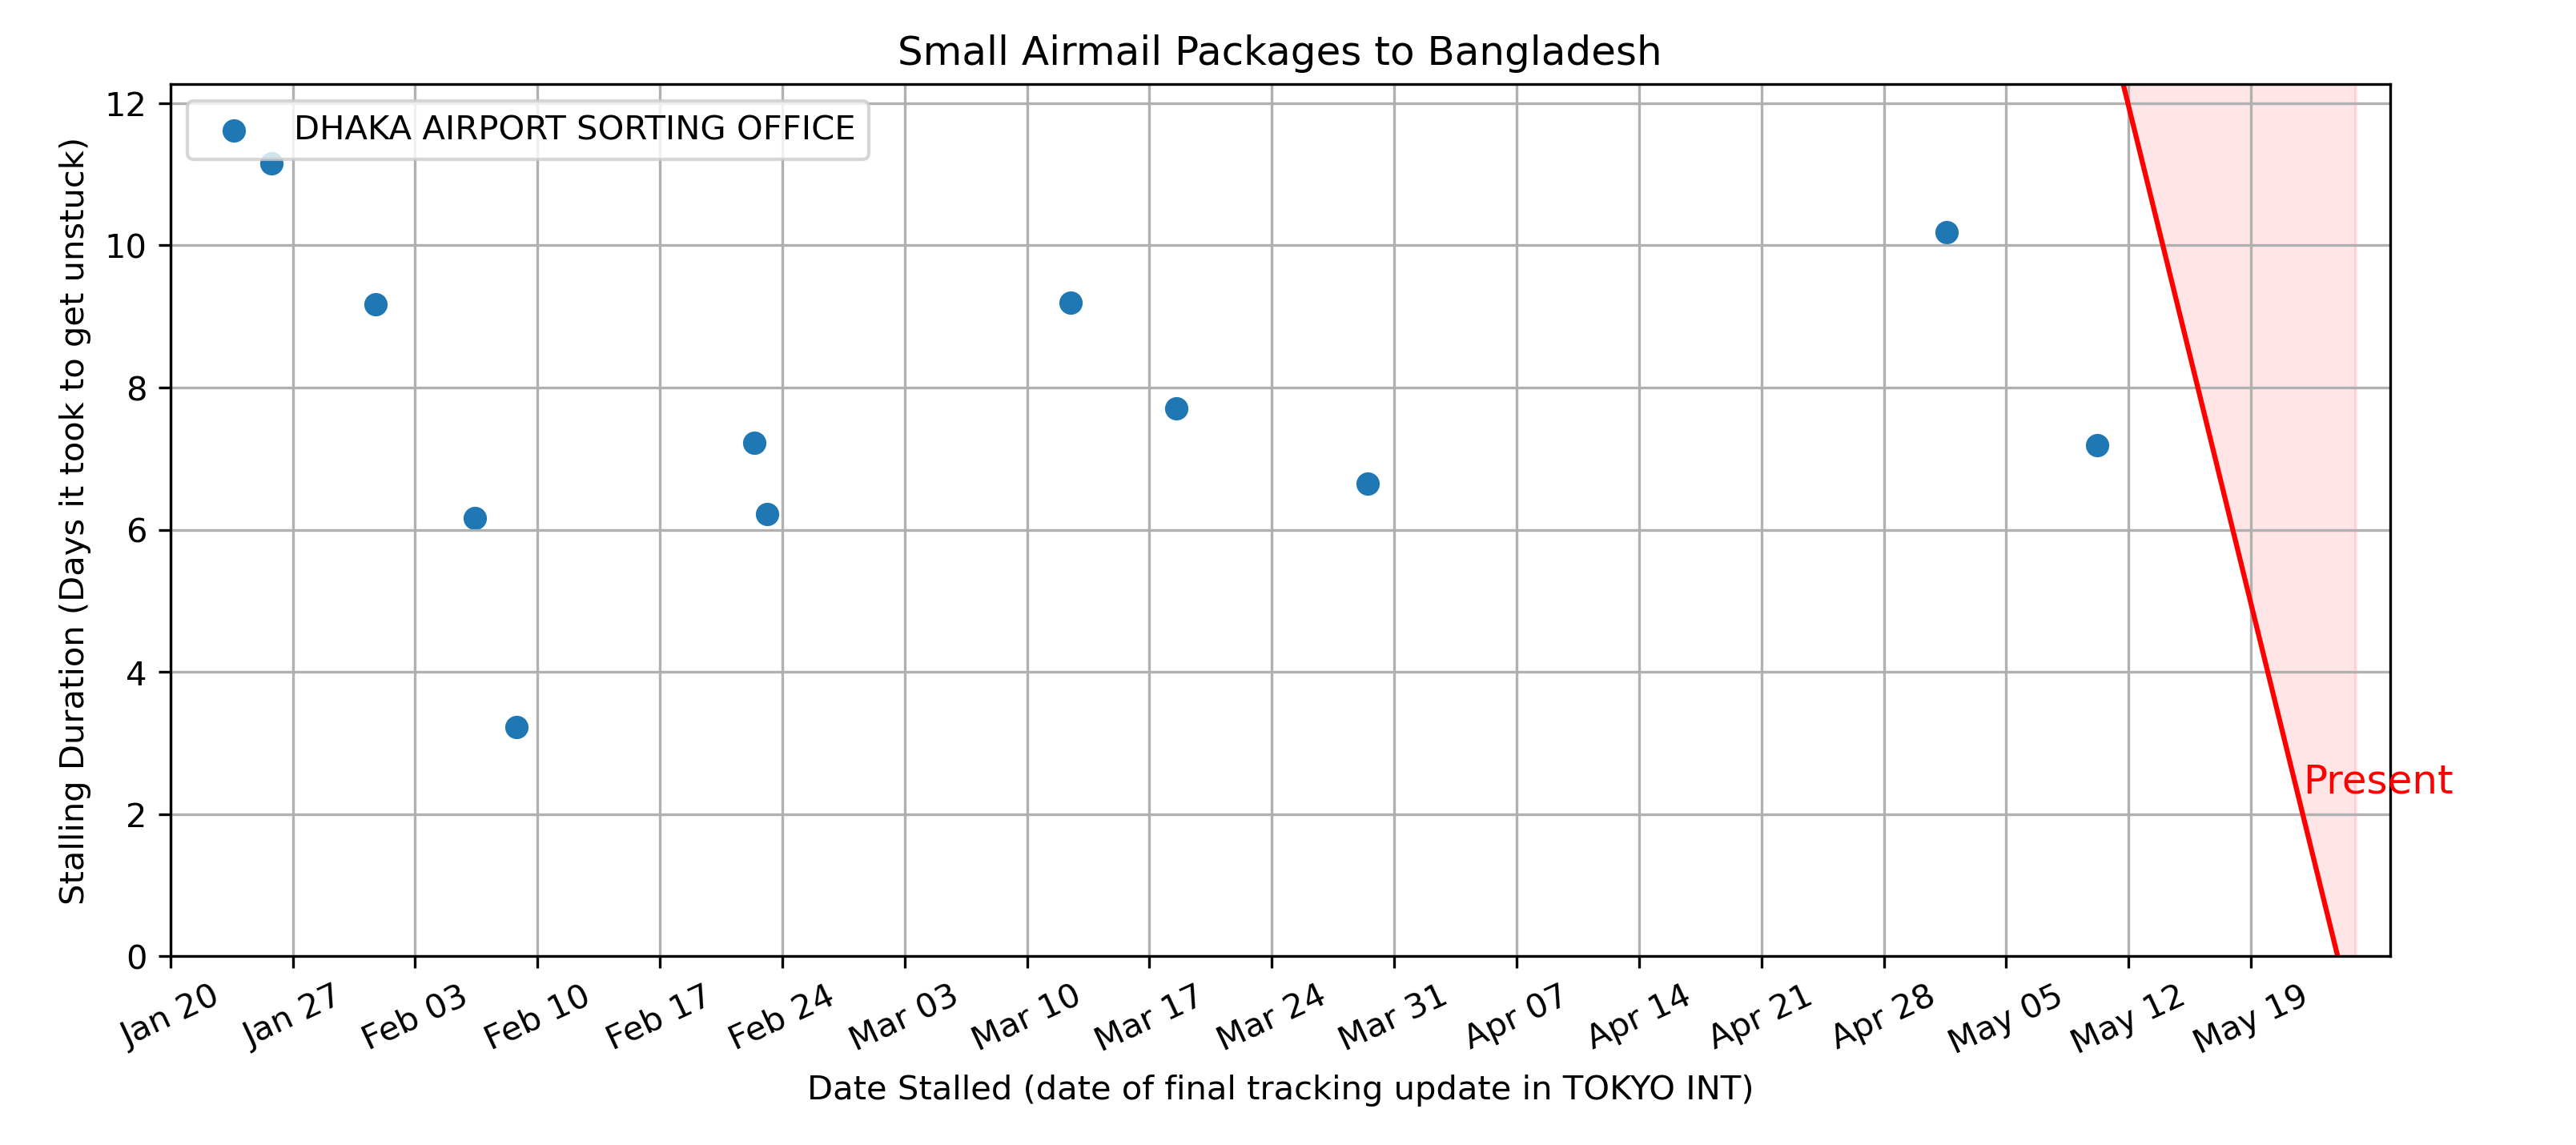 Small Airmail Packages to Bangladesh
DHAKA AIRPORT SORTING OFFICE
Stalling Duration (Days it took to get unstuck)
12
10
8
6
4
2
0
Present
Jan 20
Jan 27
Feb 03
Feb 10
Feb 17
Feb 24
Mar 03
Mar 10
Mar 17
Mar 24
Mar 31
Apr 07
Apr 14
Apr 21
Apr 28
May 05
May 12
May 19
Date Stalled (date of final tracking update in TOKYO INT)